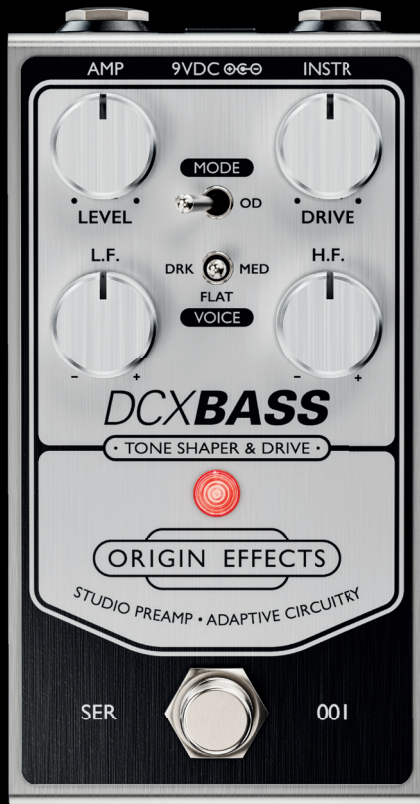 AMP 9VDC INSTR
MODE
OD
LEVEL DRIVE
L.F. H.F.
DRK MED
FLAT
VOICE
- + - +
DCXBASS
· TONE SHAPER & DRIVE ·
ORIGIN EFFECTS
STUDIO PREAMP • ADAPTIVE CIRCUITRY
SER 001